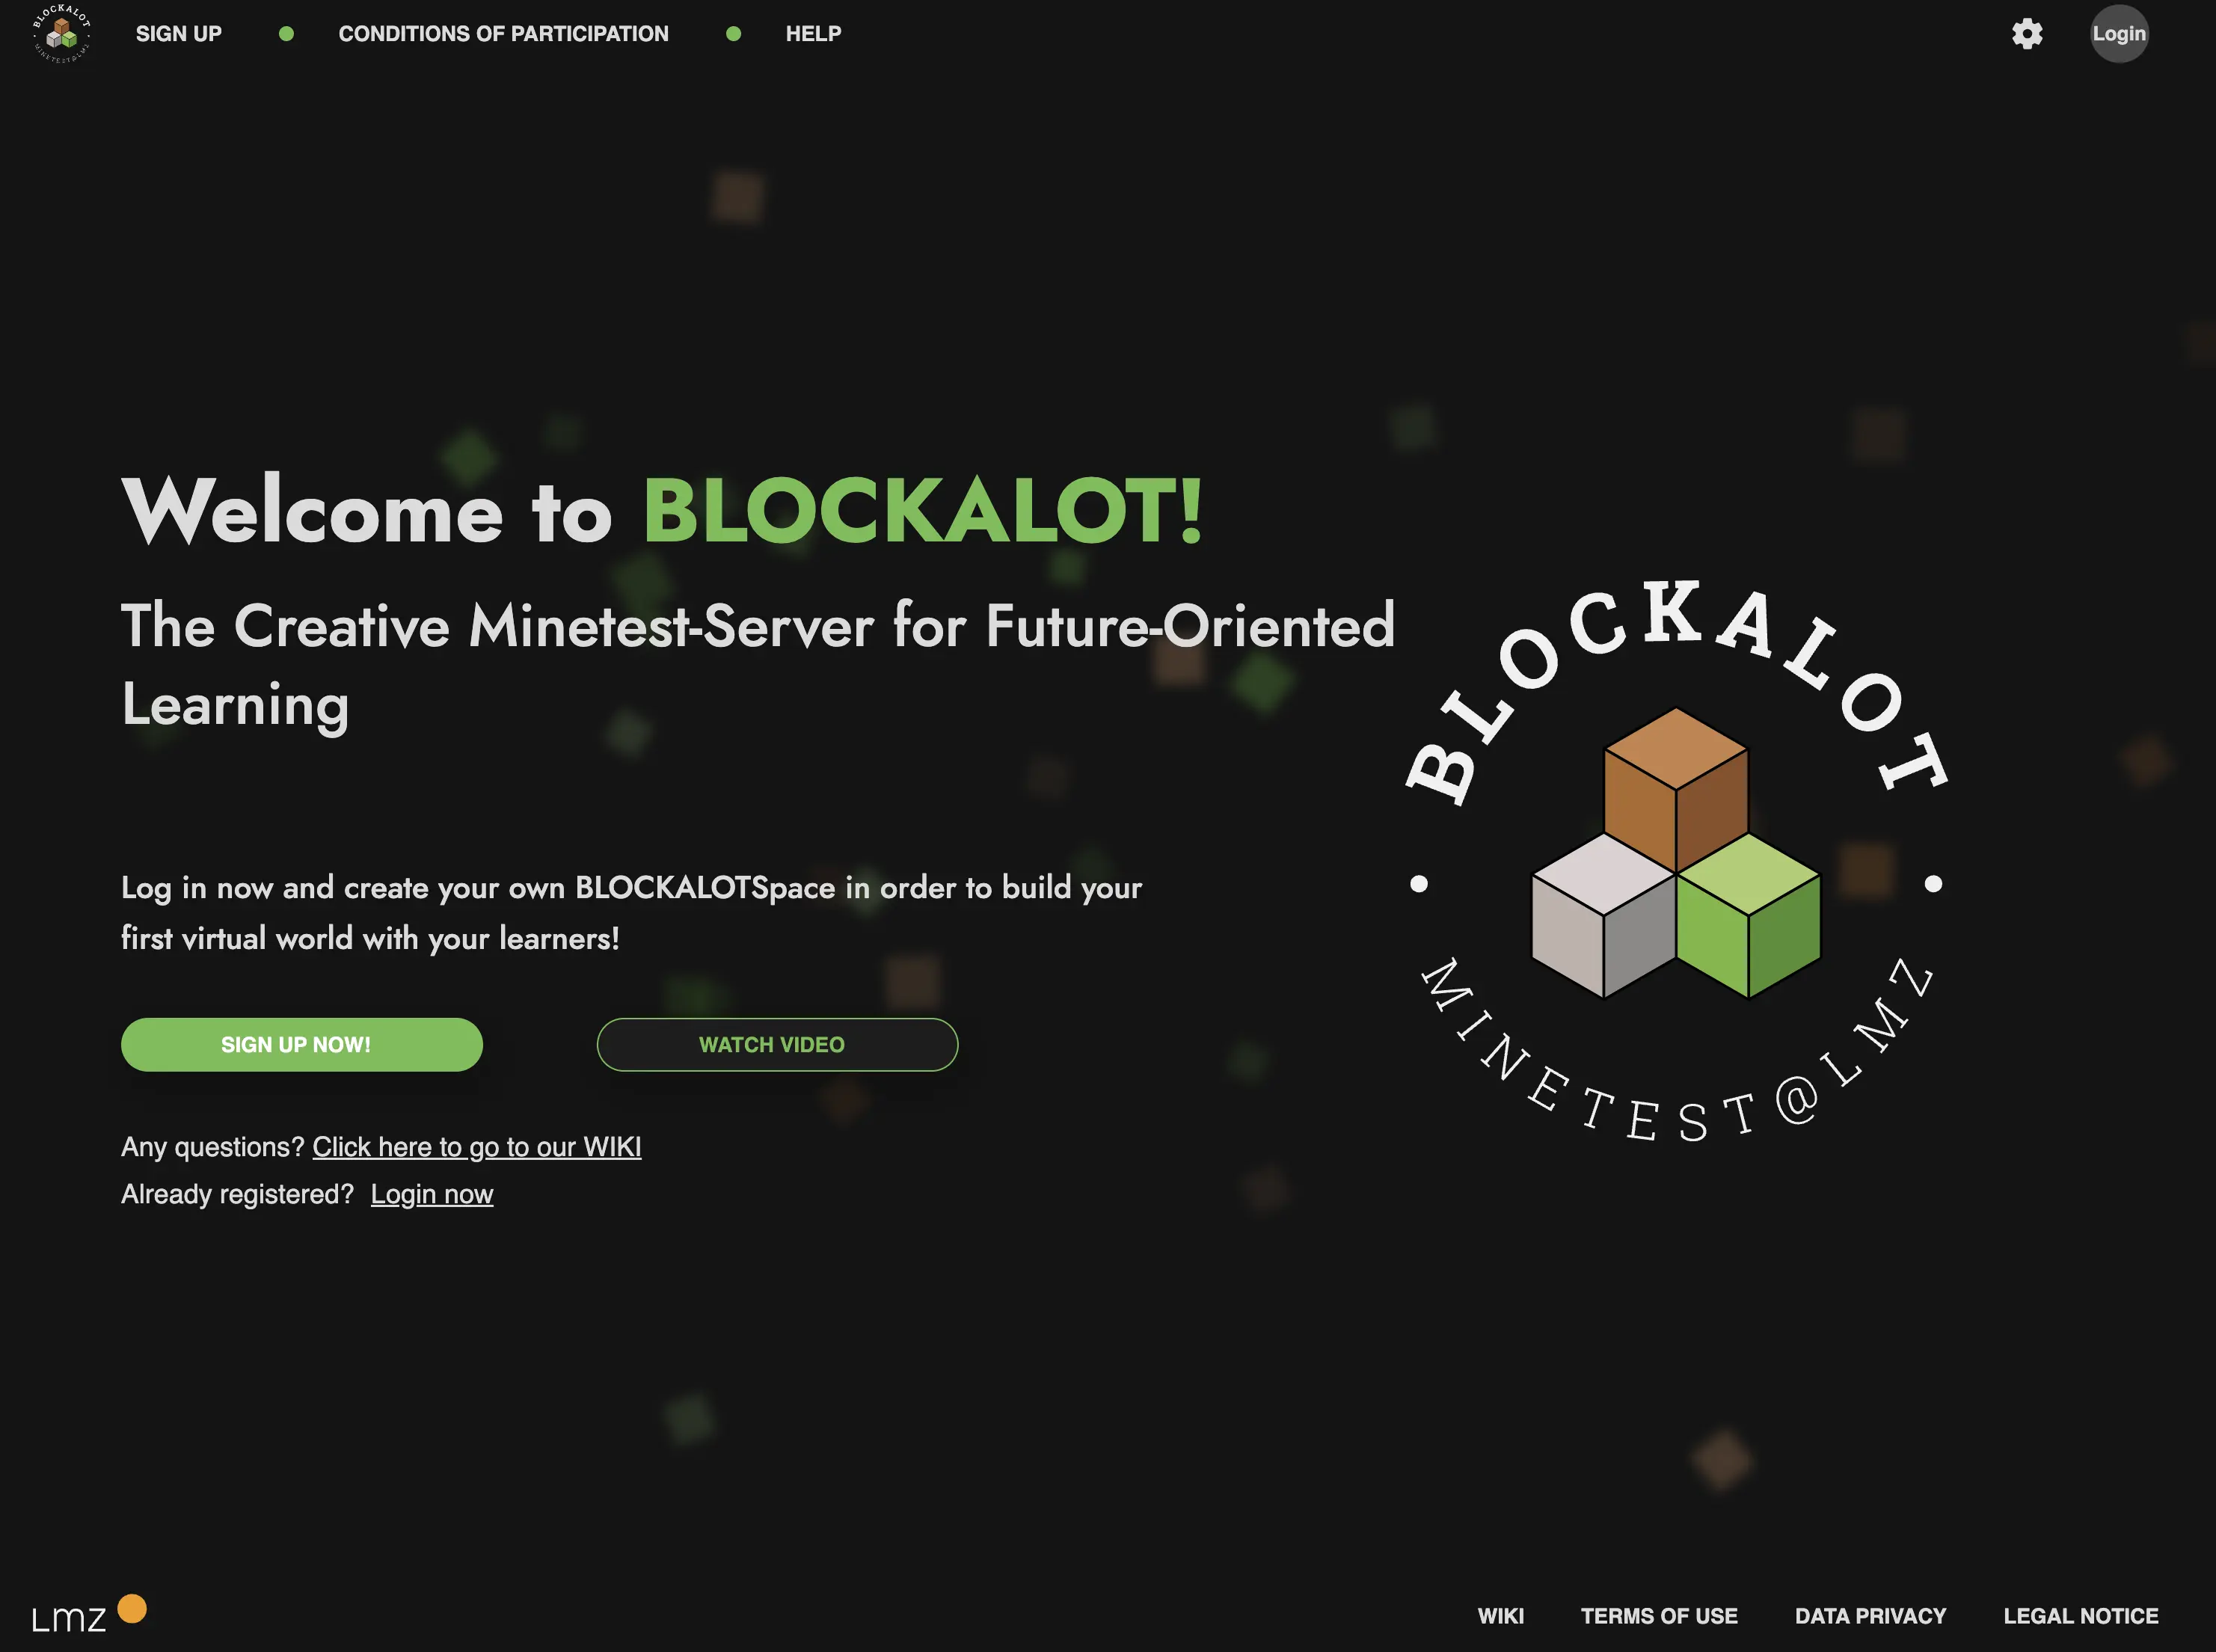 BLOCKALOT
MINETEST@LMZ
SIGN UP
CONDITIONS OF PARTICIPATION
HELP
Login
Welcome to BLOCKALOT!
The Creative Minetest-Server for Future-Oriented
Learning
Log in now and create your own BLOCKALOTSpace in order to build your
first virtual world with your learners!
SIGN UP NOW!
WATCH VIDEO
Any questions? Click here to go to our WIKI
Already registered? Login now
BLOCKALOT
MINETEST@LMZ
Lmz
WIKI
TERMS OF USE
DATA PRIVACY
LEGAL NOTICE